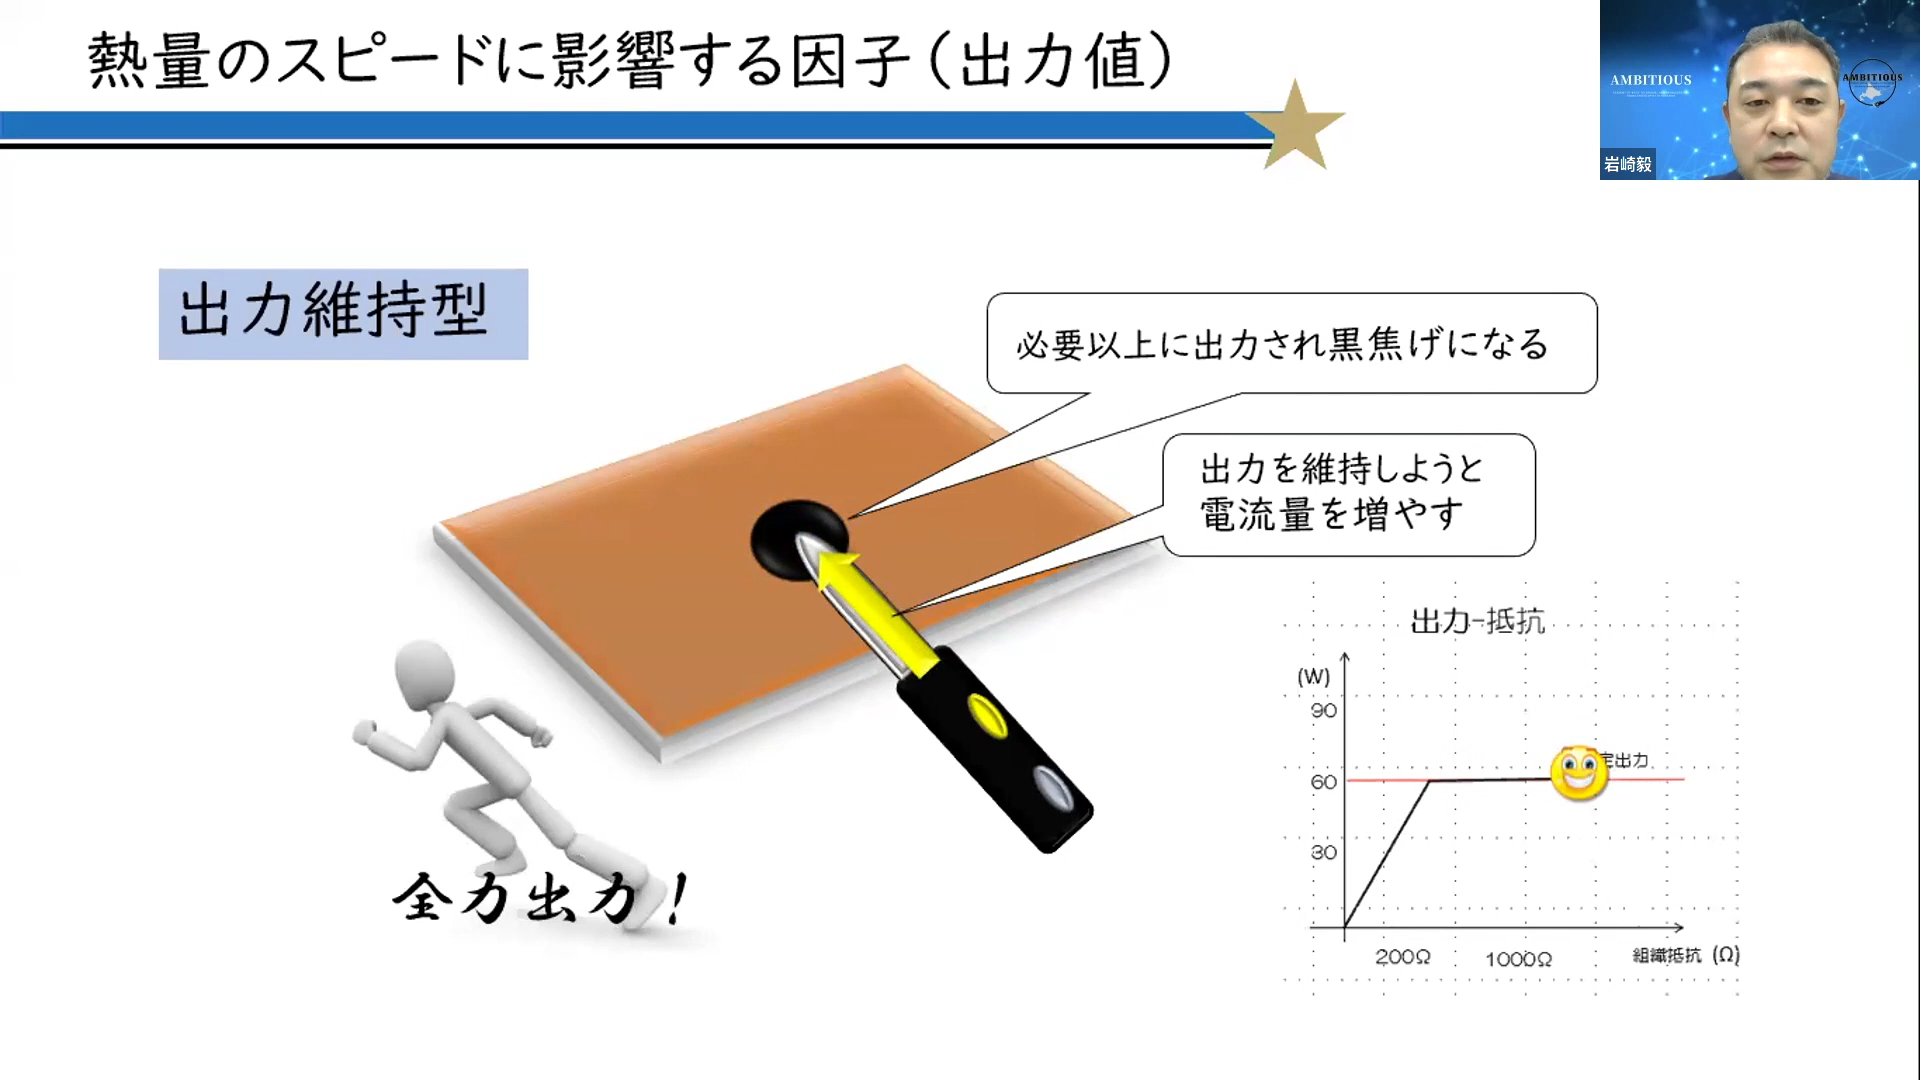 熱量のスピードに影響する因子（出力値）
AMBITIOUS
AMBITIOUS
岩崎毅
出力維持型
必要以上に出力され黒焦げになる
出力を維持しようと
電流量を増やす
全力出力！
出力-抵抗
(W)
90
定出力
60
30
200Ω
1000Ω
組織抵抗 (Ω)